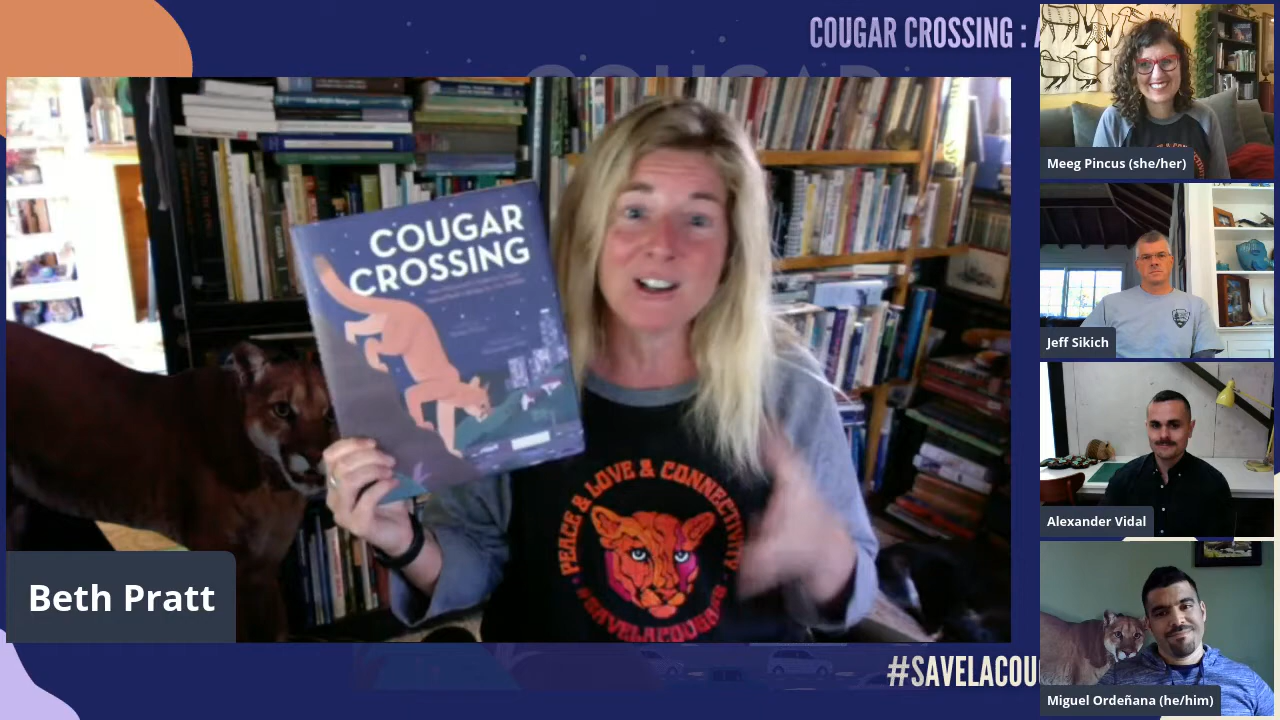 COUGAR CROSSING : A
COUGAR
COUGAR
CROSSING
PEACE & LOVE & CONNECTIVITY
#SAVELACOUGARS
Beth Pratt
#SAVELACOU
Meeg Pincus (she/her)
Jeff Sikich
Alexander Vidal
Miguel Ordeñana (he/him)